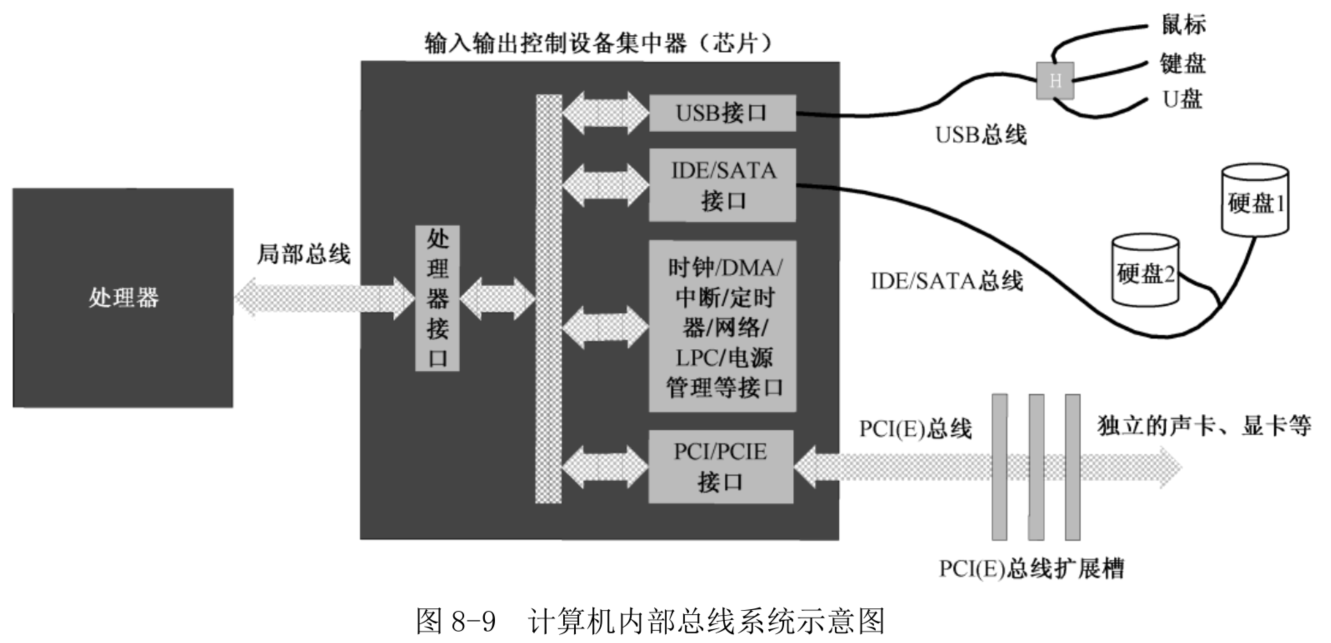 输入输出控制设备集中器（芯片）
鼠标
键盘
U盘
H
USB总线
USB接口
IDE/SATA
接口
硬盘1
硬盘2
IDE/SATA总线
局部总线
处理器
处
理
器
接
口
时钟/DMA/
中断/定时
器/网络/
LPC/电源
管理等接口
PCI/PCIE
接口
PCI(E)总线
独立的声卡、显卡等
PCI(E)总线扩展槽
图 8-9 计算机内部总线系统示意图